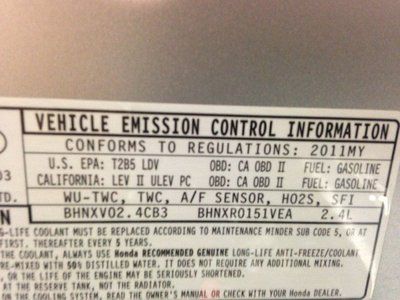 VEHICLE EMISSION CONTROL INFORMATION
CONFORMS TO REGULATIONS: 2011MY
U.S. EPA: T2B5 LDV OBD: CA OBD II FUEL: GASOLINE
CALIFORNIA: LEV II ULEV PC OBD: CA OBD II FUEL: GASOLINE
03
TD.
WU-TWC, TWC, A/F SENSOR, HO2S, SFI
BHNXV02.4CB3 BHNXR0151VEA 2.4L
N
-LIFE COOLANT MUST BE REPLACED ACCORDING TO MAINTENANCE MINDER SUB CODE 5, OR AT
FIRST. THEREAFTER EVERY 5 YEARS.
THE COOLANT, ALWAYS USE Honda RECOMMENDED GENUINE LONG-LIFE ANTI-FREEZE/COOLANT
RE-MIXED WITH 50% DISTILLED WATER, IT DOES NOT REQUIRE ANY ADDITIONAL MIXING.
LIFE OF THE ENGINE MAY BE SERIOUSLY SHORTENED.
AT THE RESERVE TANK, NOT THE RADIATOR.
ON THE COOLING SYSTEM, READ THE OWNER'S MANUAL OR CHECK WITH YOUR HONDA